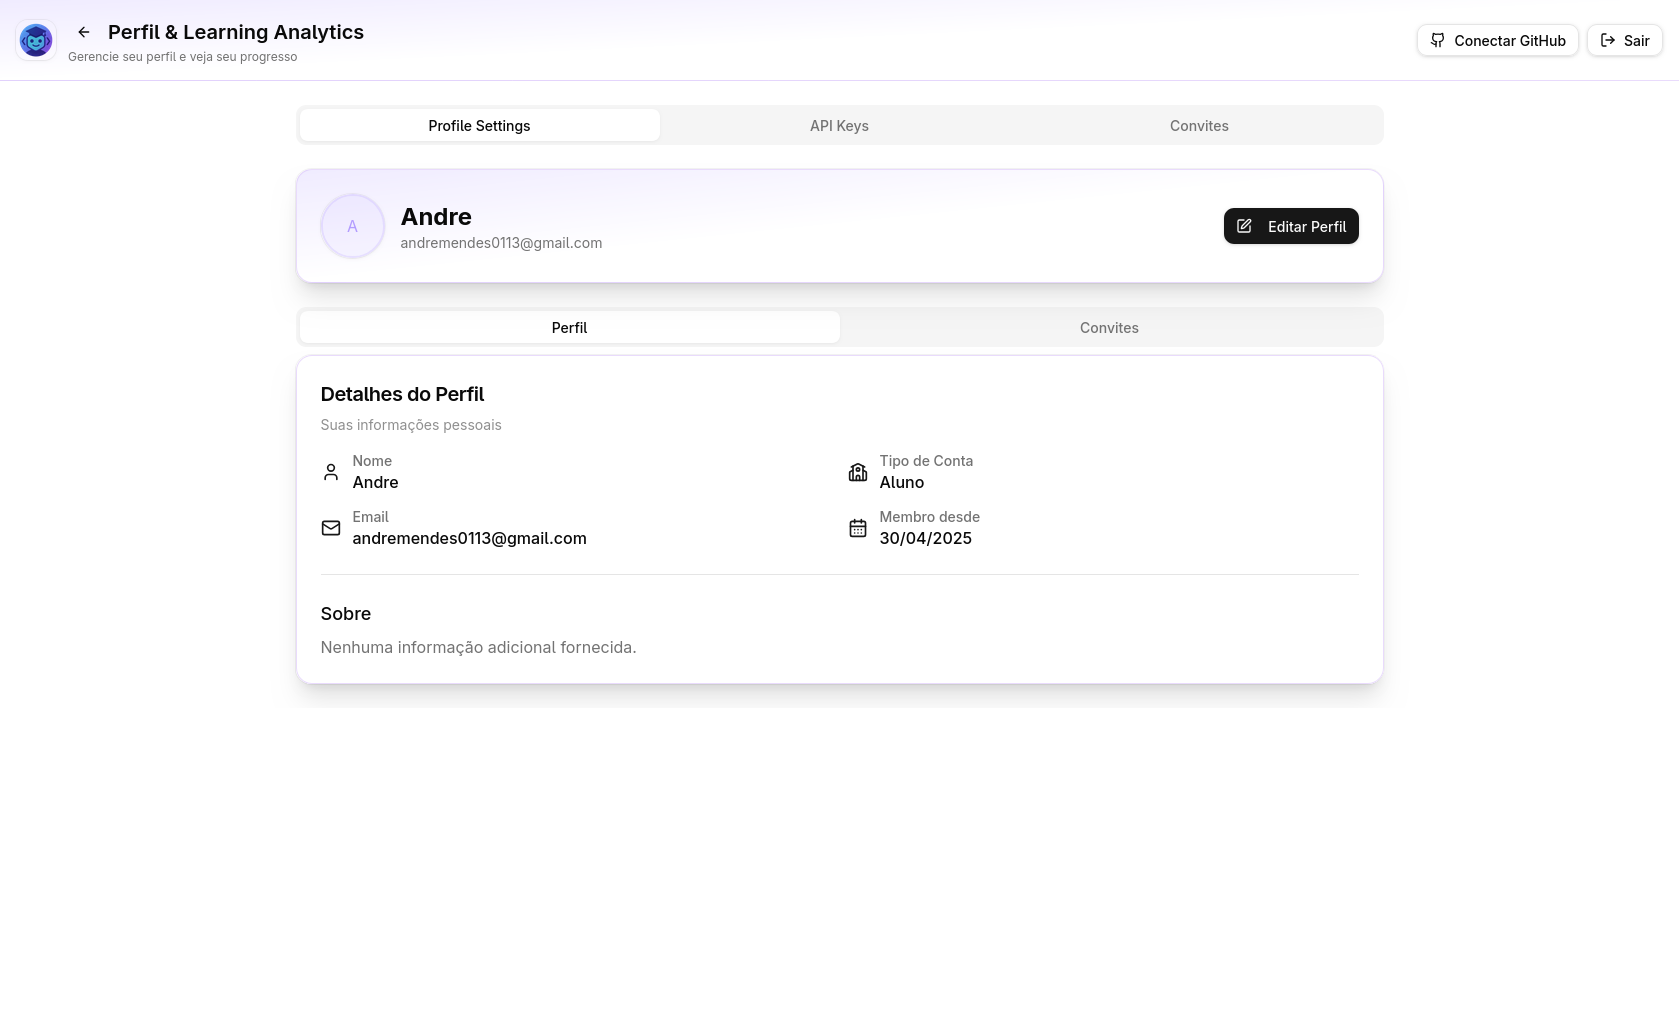 Perfil & Learning Analytics
Gerencie seu perfil e veja seu progresso
Conectar GitHub
Sair
Profile Settings
API Keys
Convites
A
Andre
andremendes0113@gmail.com
Editar Perfil
Perfil
Convites
Detalhes do Perfil
Suas informações pessoais
Nome
Andre
Tipo de Conta
Aluno
Email
andremendes0113@gmail.com
Membro desde
30/04/2025
Sobre
Nenhuma informação adicional fornecida.